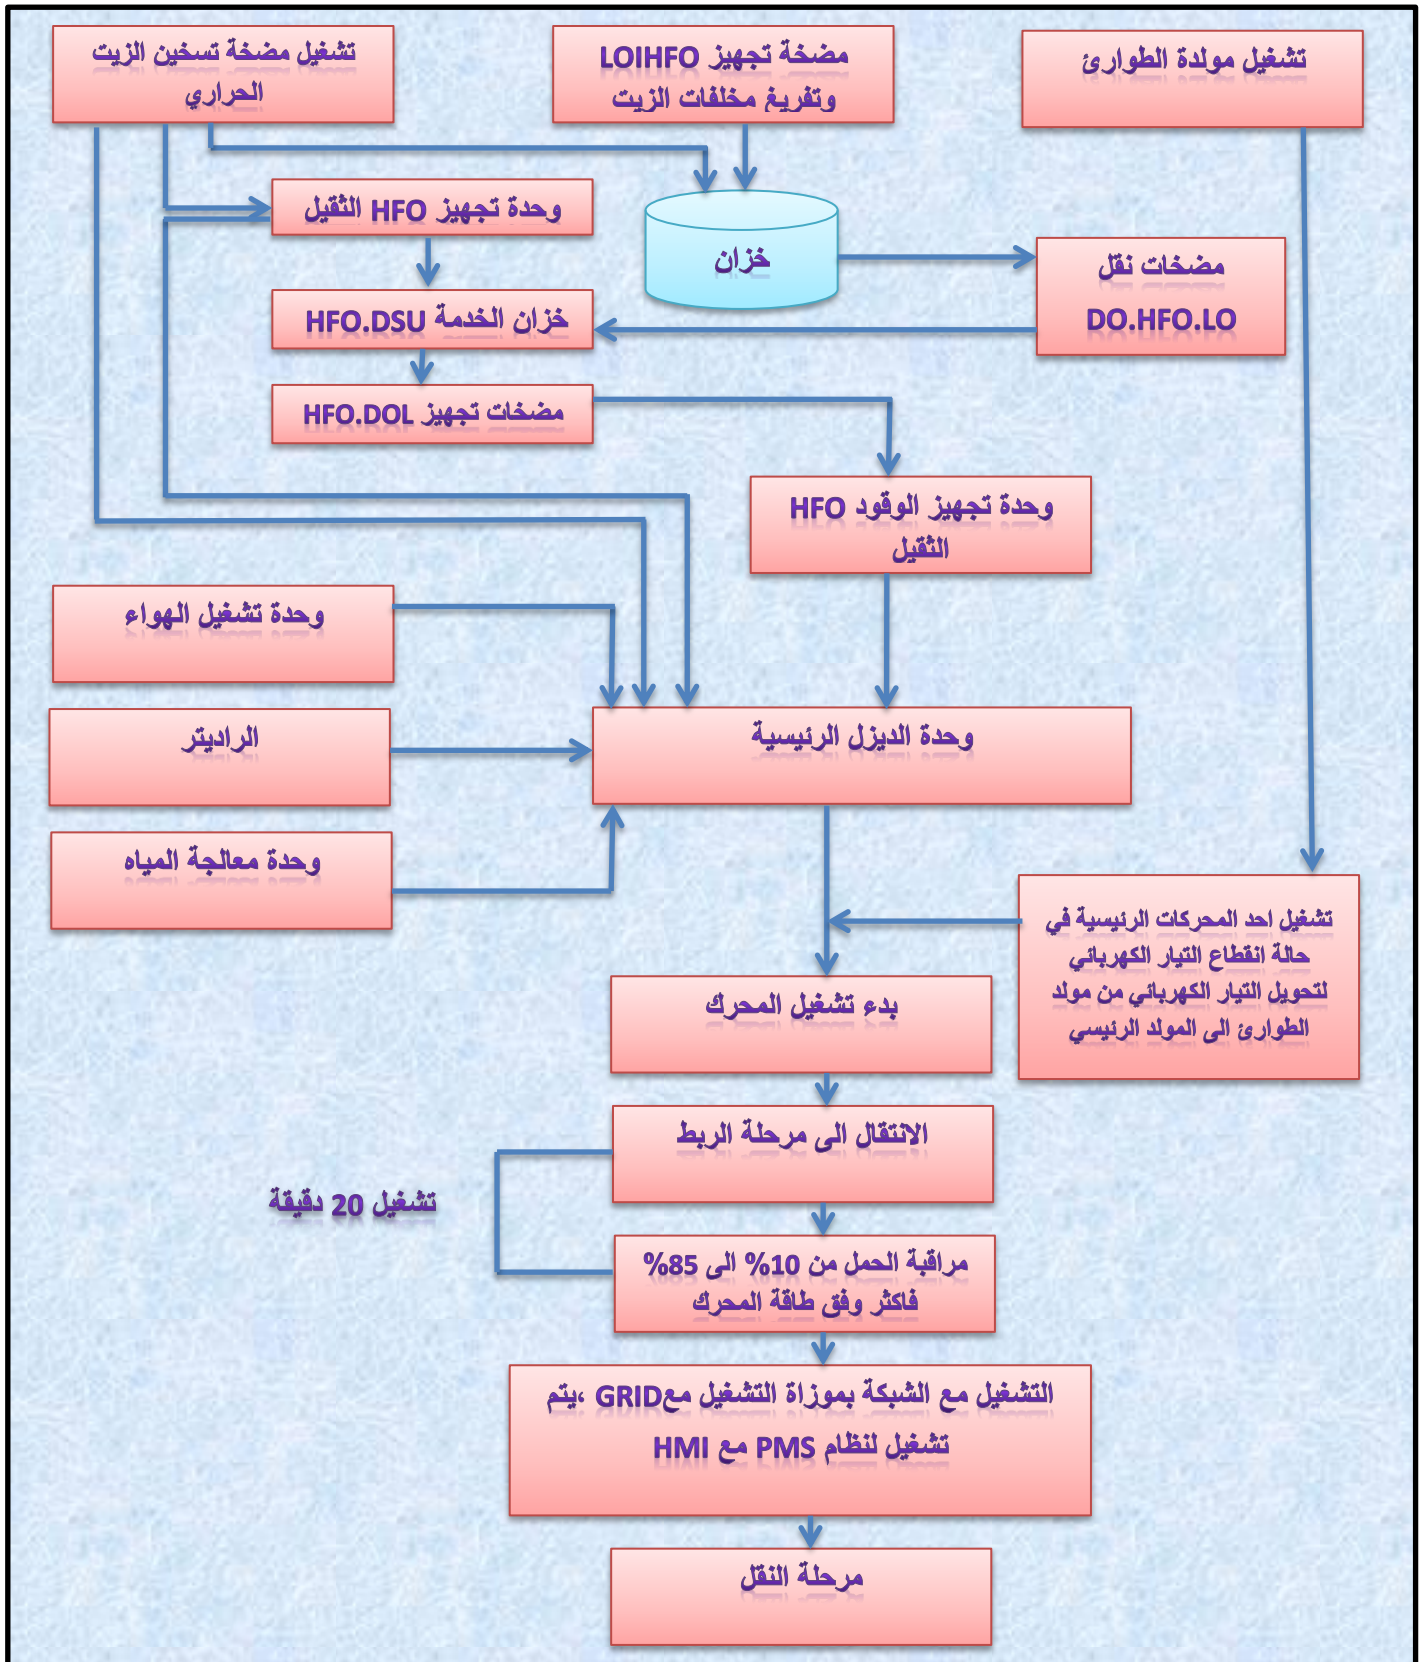 تشغيل مولدة الطوارئ
مضخة تجهيز LOIHFO
وتفريغ مخلفات الزيت
تشغيل مضخة تسخين الزيت
الحراري
وحدة تجهيز HFO الثقيل
خزان
مضخات نقل
DO.HFO.LO
خزان الخدمة HFO.DSU
مضخات تجهيز HFO.DOL
وحدة تجهيز الوقود HFO
الثقيل
وحدة تشغيل الهواء
وحدة الديزل الرئيسية
الراديتر
وحدة معالجة المياه
تشغيل احد المحركات الرئيسية في
حالة انقطاع التيار الكهربائي
لتحويل التيار الكهربائي من مولد
الطوارئ الى المولد الرئيسي
بدء تشغيل المحرك
الانتقال الى مرحلة الربط
تشغيل 20 دقيقة
مراقبة الحمل من 10% الى 85%
فاكثر وفق طاقة المحرك
التشغيل مع الشبكة بموزاة التشغيل معGRID ،يتم
تشغيل لنظام PMS مع HMI
مرحلة النقل